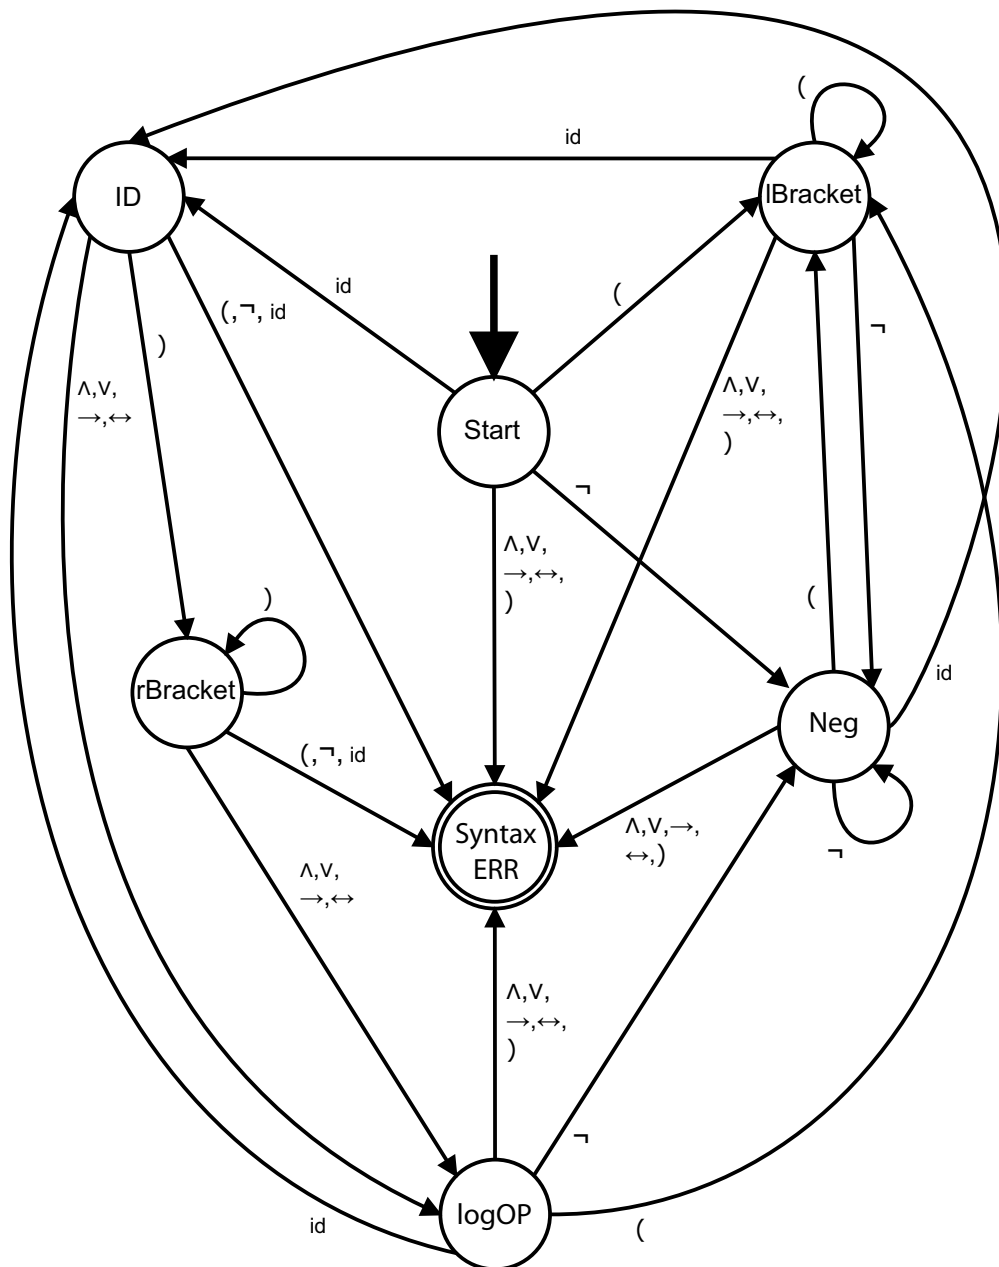 (
id
ID
lBracket
id
(
(,¬, id
¬
)
∧,∨,
→,↔
∧,∨,
→,↔,
)
Start
¬
∧,∨,
→,↔,
)
(
)
id
rBracket
Neg
(,¬, id
∧,∨,→,
↔,)
Syntax
ERR
¬
∧,∨,
→,↔
∧,∨,
→,↔,
)
¬
logOP
id
(